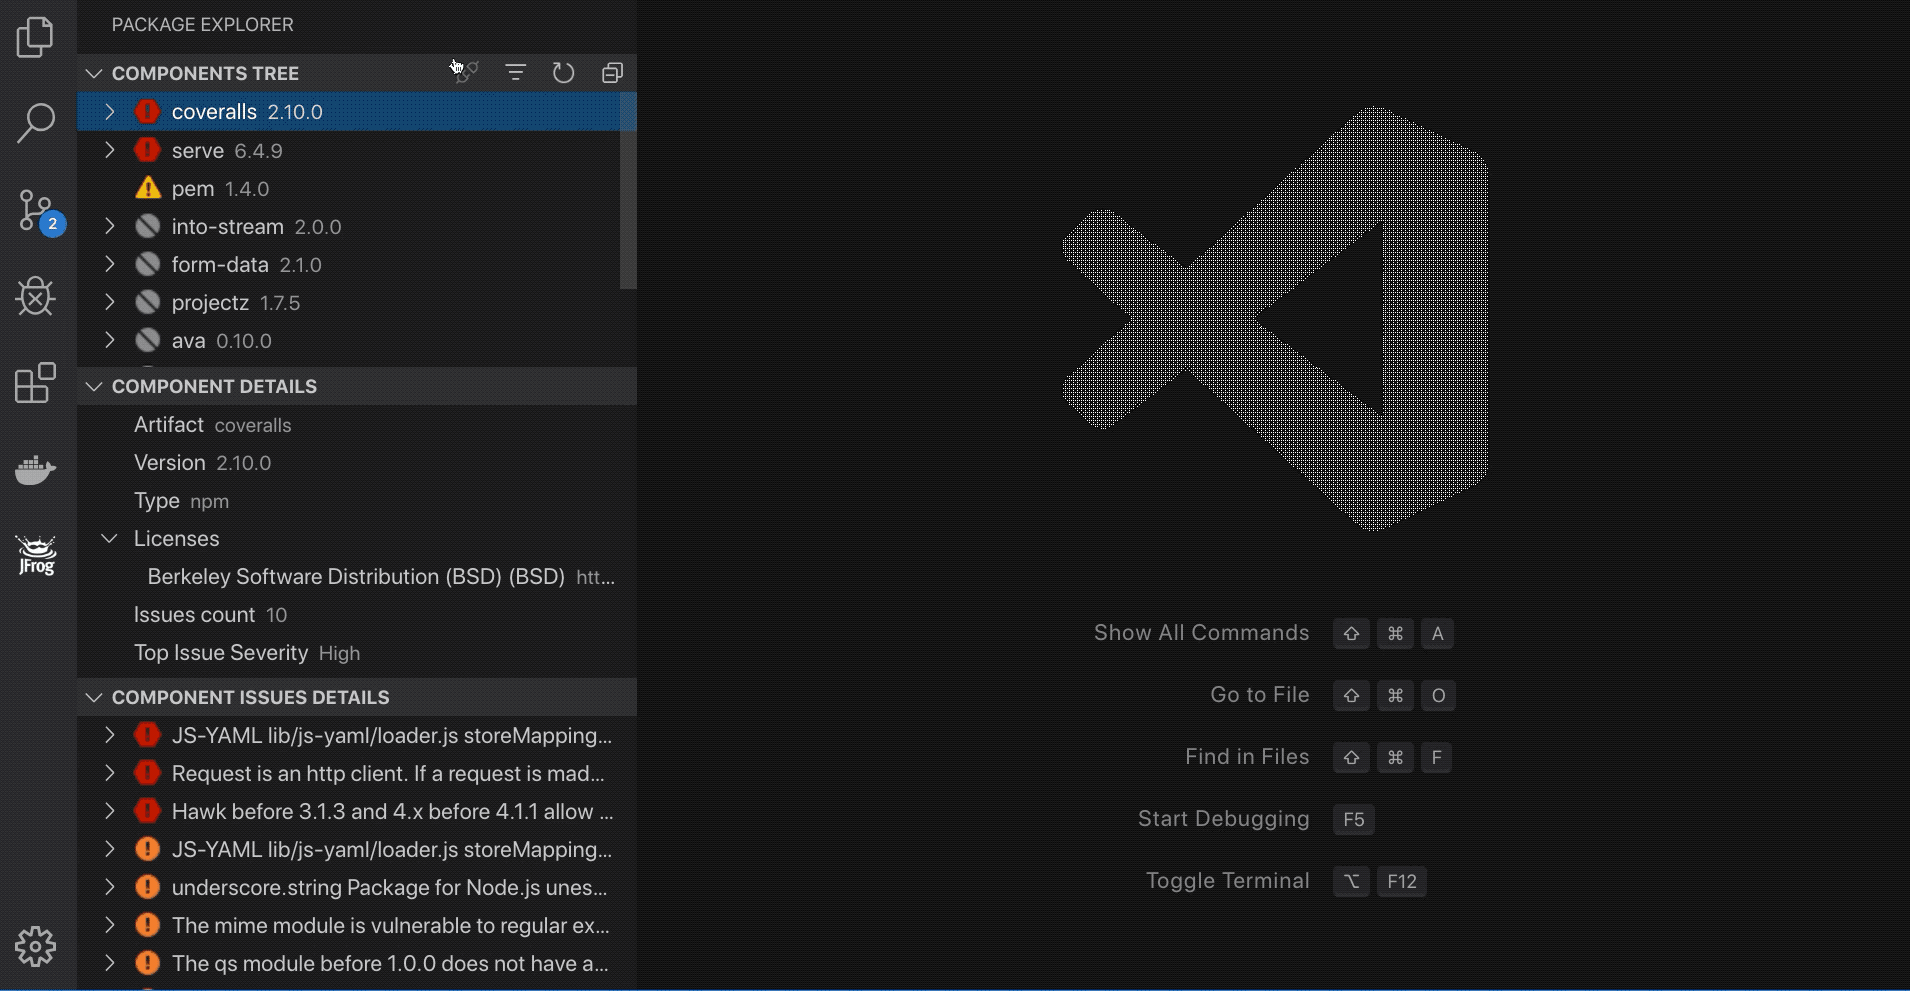 PACKAGE EXPLORER
COMPONENTS TREE
coveralls 2.10.0
serve 6.4.9
pem 1.4.0
into-stream 2.0.0
form-data 2.1.0
projectz 1.7.5
ava 0.10.0
COMPONENT DETAILS
Artifact coveralls
Version 2.10.0
Type npm
Licenses
Berkeley Software Distribution (BSD) (BSD) htt...
Issues count 10
Top Issue Severity High
COMPONENT ISSUES DETAILS
JS-YAML lib/js-yaml/loader.js storeMapping...
Request is an http client. If a request is mad...
Hawk before 3.1.3 and 4.x before 4.1.1 allow ...
JS-YAML lib/js-yaml/loader.js storeMapping...
underscore.string Package for Node.js unes...
The mime module is vulnerable to regular ex...
The qs module before 1.0.0 does not have a...
2
JFrog
Show All Commands ⇧ ⌘ A
Go to File ⇧ ⌘ O
Find in Files ⇧ ⌘ F
Start Debugging F5
Toggle Terminal ⌥ F12